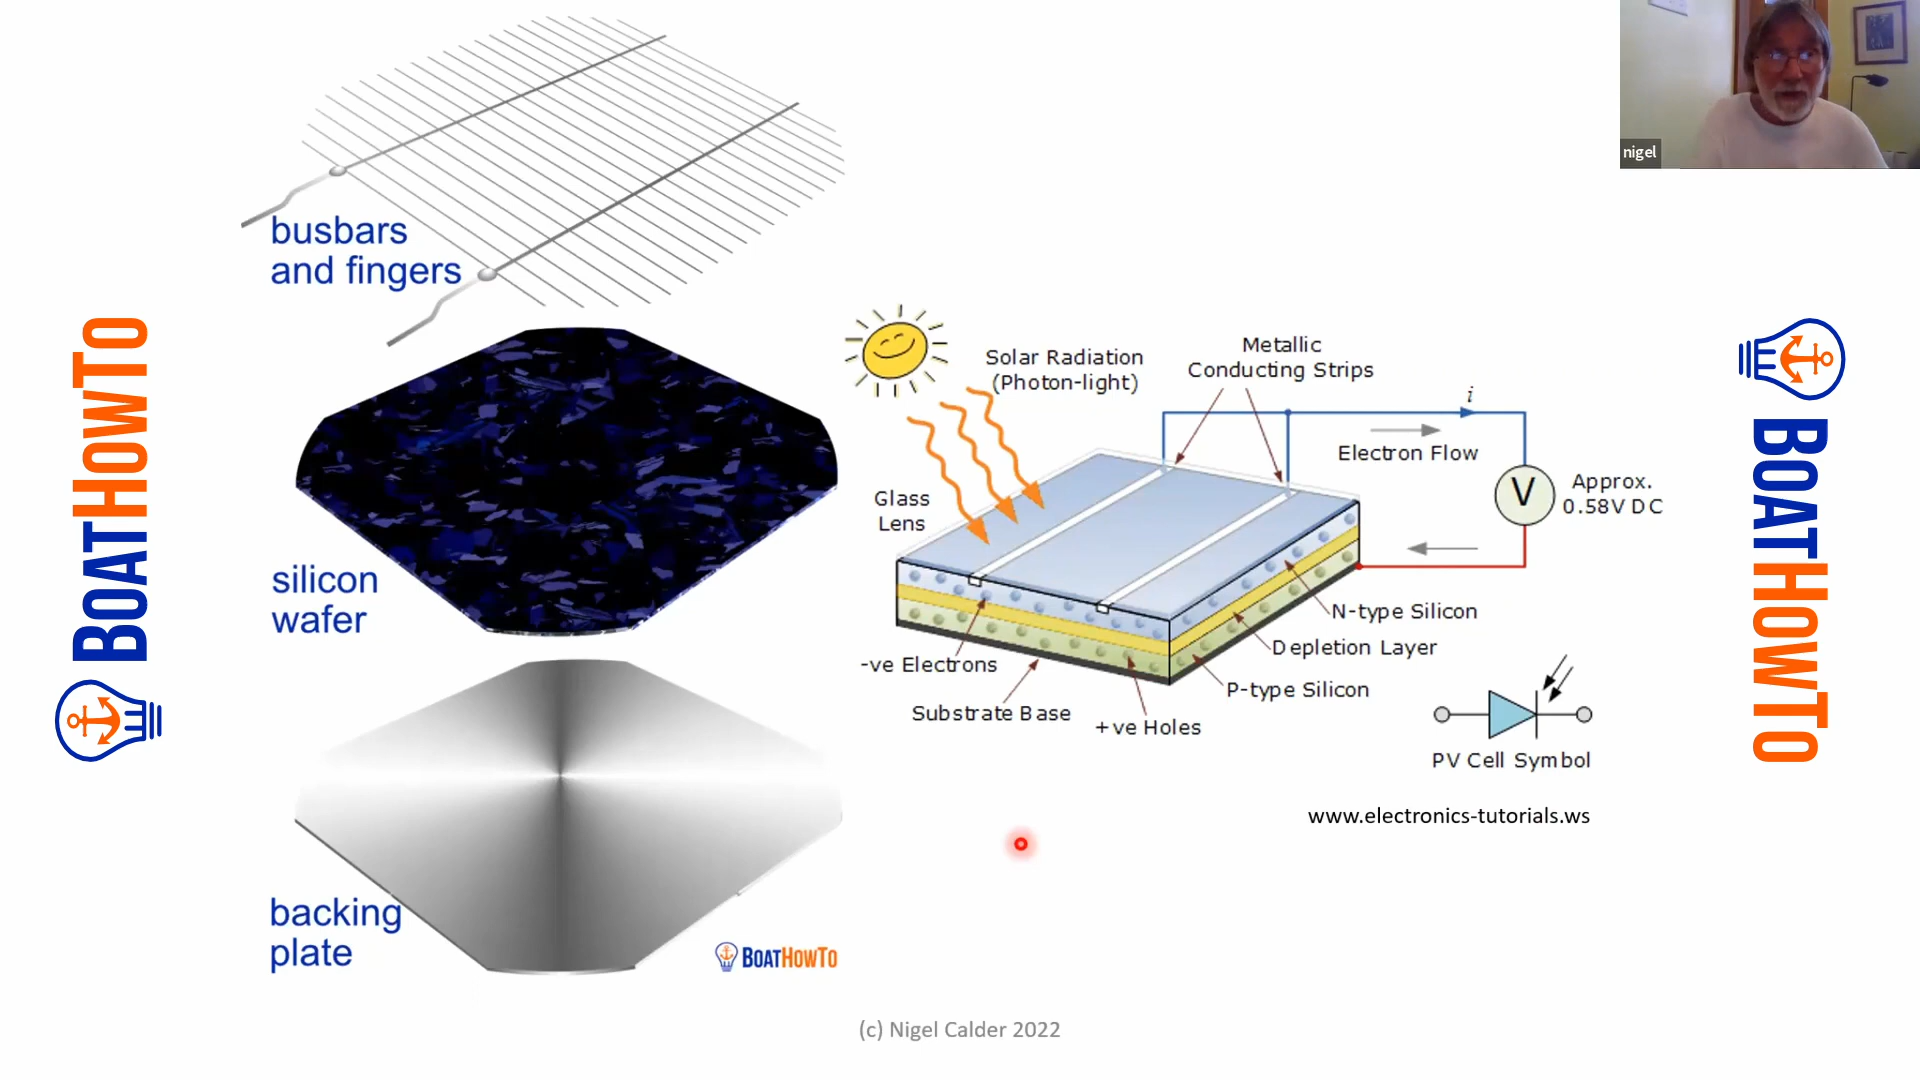 nigel
busbars
and fingers
silicon
wafer
backing
plate
BOATHOWTO
BOATHOWTO
Solar Radiation
(Photon-light)
Metallic
Conducting Strips
i
Electron Flow
V
Approx.
0.58V DC
Glass
Lens
N-type Silicon
Depletion Layer
P-type Silicon
-ve Electrons
Substrate Base
+ve Holes
PV Cell Symbol
www.electronics-tutorials.ws
BOATHOWTO
(c) Nigel Calder 2022